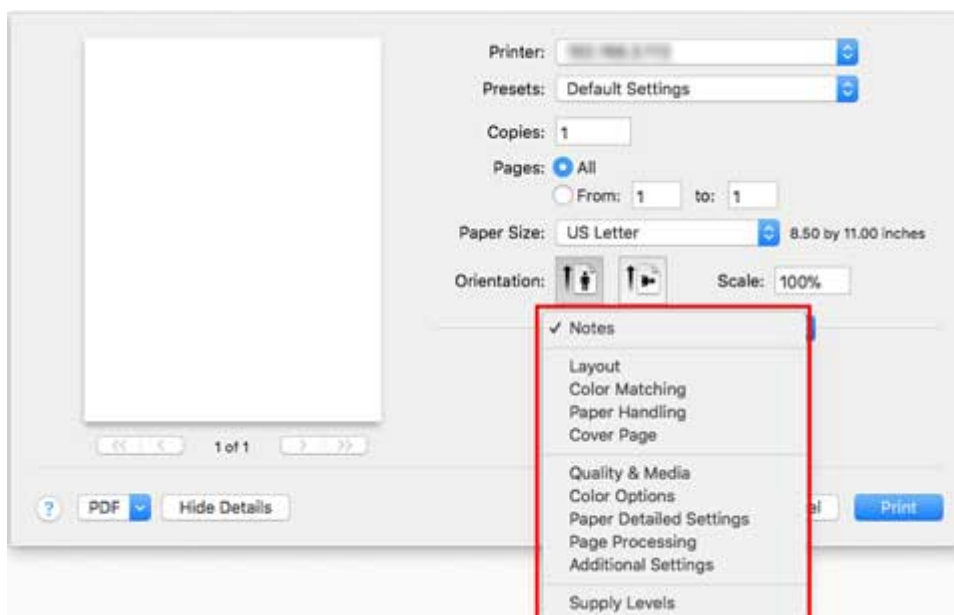 Printer:
Presets: Default Settings
Copies: 1
Pages: All
From: 1 to: 1
Paper Size: US Letter 8.50 by 11.00 inches
Orientation: Scale: 100%
✓ Notes
Layout
Color Matching
Paper Handling
Cover Page
<< < 1 of 1 > >>
Quality & Media
Color Options
? PDF Hide Details Print
Paper Detailed Settings
Page Processing
Additional Settings
Supply Levels